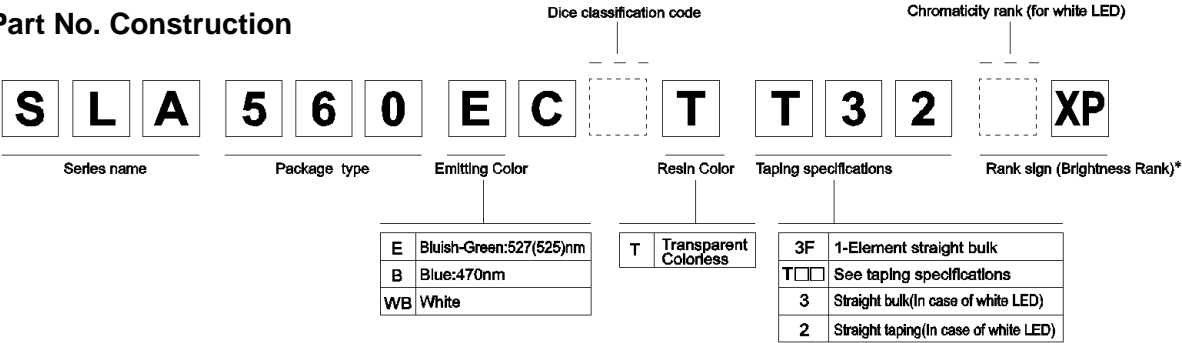 Part No. Construction
Dice classification code
Chromaticity rank (for white LED)
S L A 5 6 0 E C T T 3 2 XP
Series name
Package type
Emitting Color
Resin Color
Taping specifications
Rank sign (Brightness Rank)*
E Bluish-Green:527(525)nm
B Blue:470nm
WB White
T Transparent
Colorless
3F 1-Element straight bulk
T□□ See taping specifications
3 Straight bulk(In case of white LED)
2 Straight taping(In case of white LED)